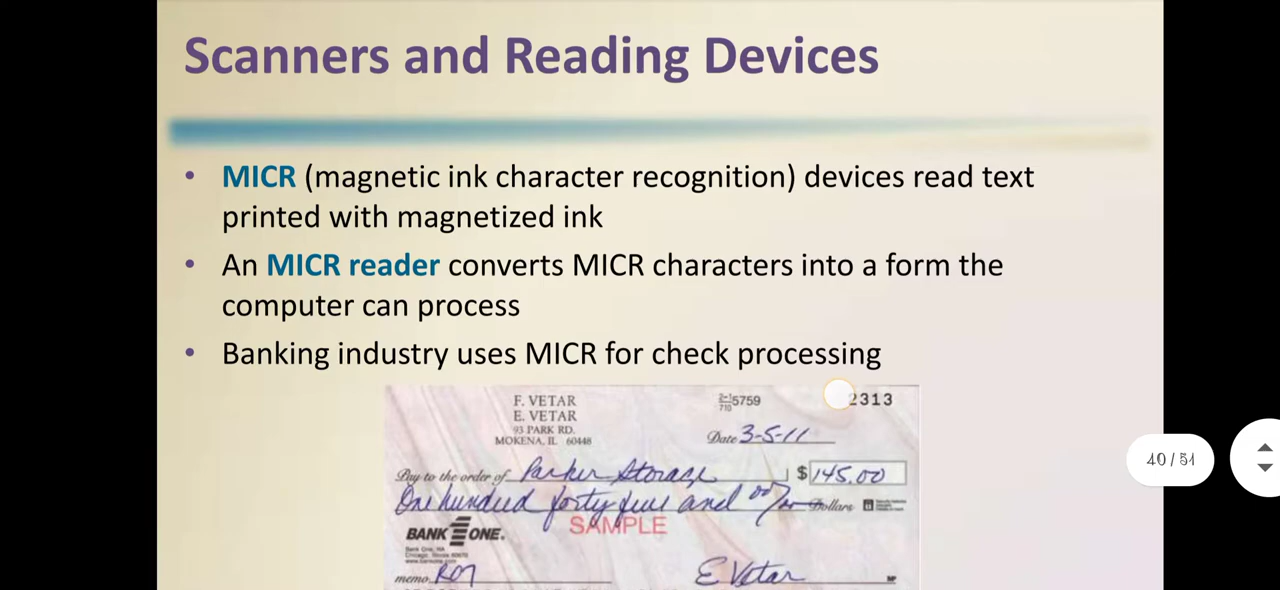 Scanners and Reading Devices
• MICR (magnetic ink character recognition) devices read text
printed with magnetized ink
• An MICR reader converts MICR characters into a form the
computer can process
• Banking industry uses MICR for check processing
F. VETAR
E. VETAR
93 PARK RD.
MOKENA, IL 60448
2-1/710 5759
2313
Date 3-5-11
Pay to the order of Parker Storage $ 145.00
One hundred forty five and 00/ Dollars
SAMPLE
BANK ONE.
memo E Vetar
40 / 51